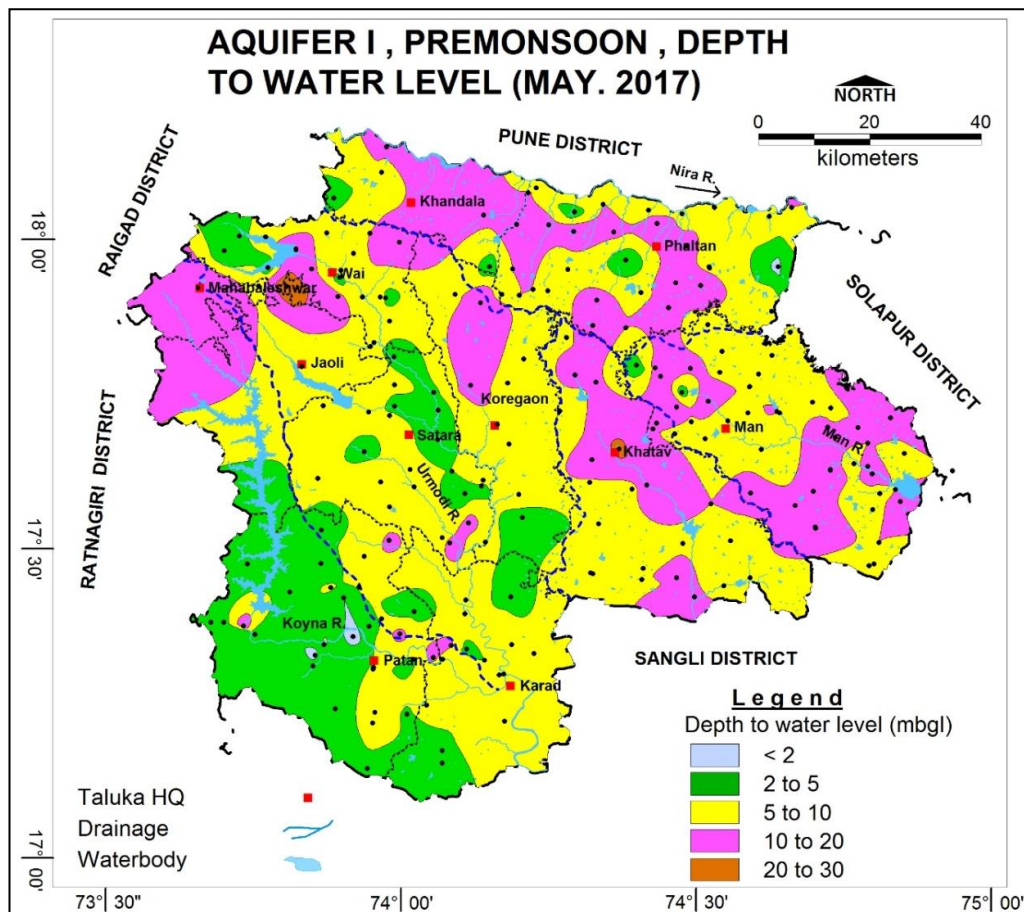 AQUIFER I , PREMONSOON , DEPTH
TO WATER LEVEL (MAY. 2017)
NORTH
0 20 40
kilometers
PUNE DISTRICT
RAIGAD DISTRICT
Nira R.
Khandala
18° 00'
Phaltan
S
Wai
Mahabaleshwar
SOLAPUR DISTRICT
Jaoli
Koregaon
Satara
Man
Man R.
Khatav
RATNAGIRI DISTRICT
Urmodi R.
17° 30'
Koyna R.
Patan
SANGLI DISTRICT
Karad
Legend
Depth to water level (mbgl)
< 2
2 to 5
5 to 10
10 to 20
20 to 30
Taluka HQ
Drainage
Waterbody
17° 00'
73° 30" 74° 00' 74° 30" 75° 00'